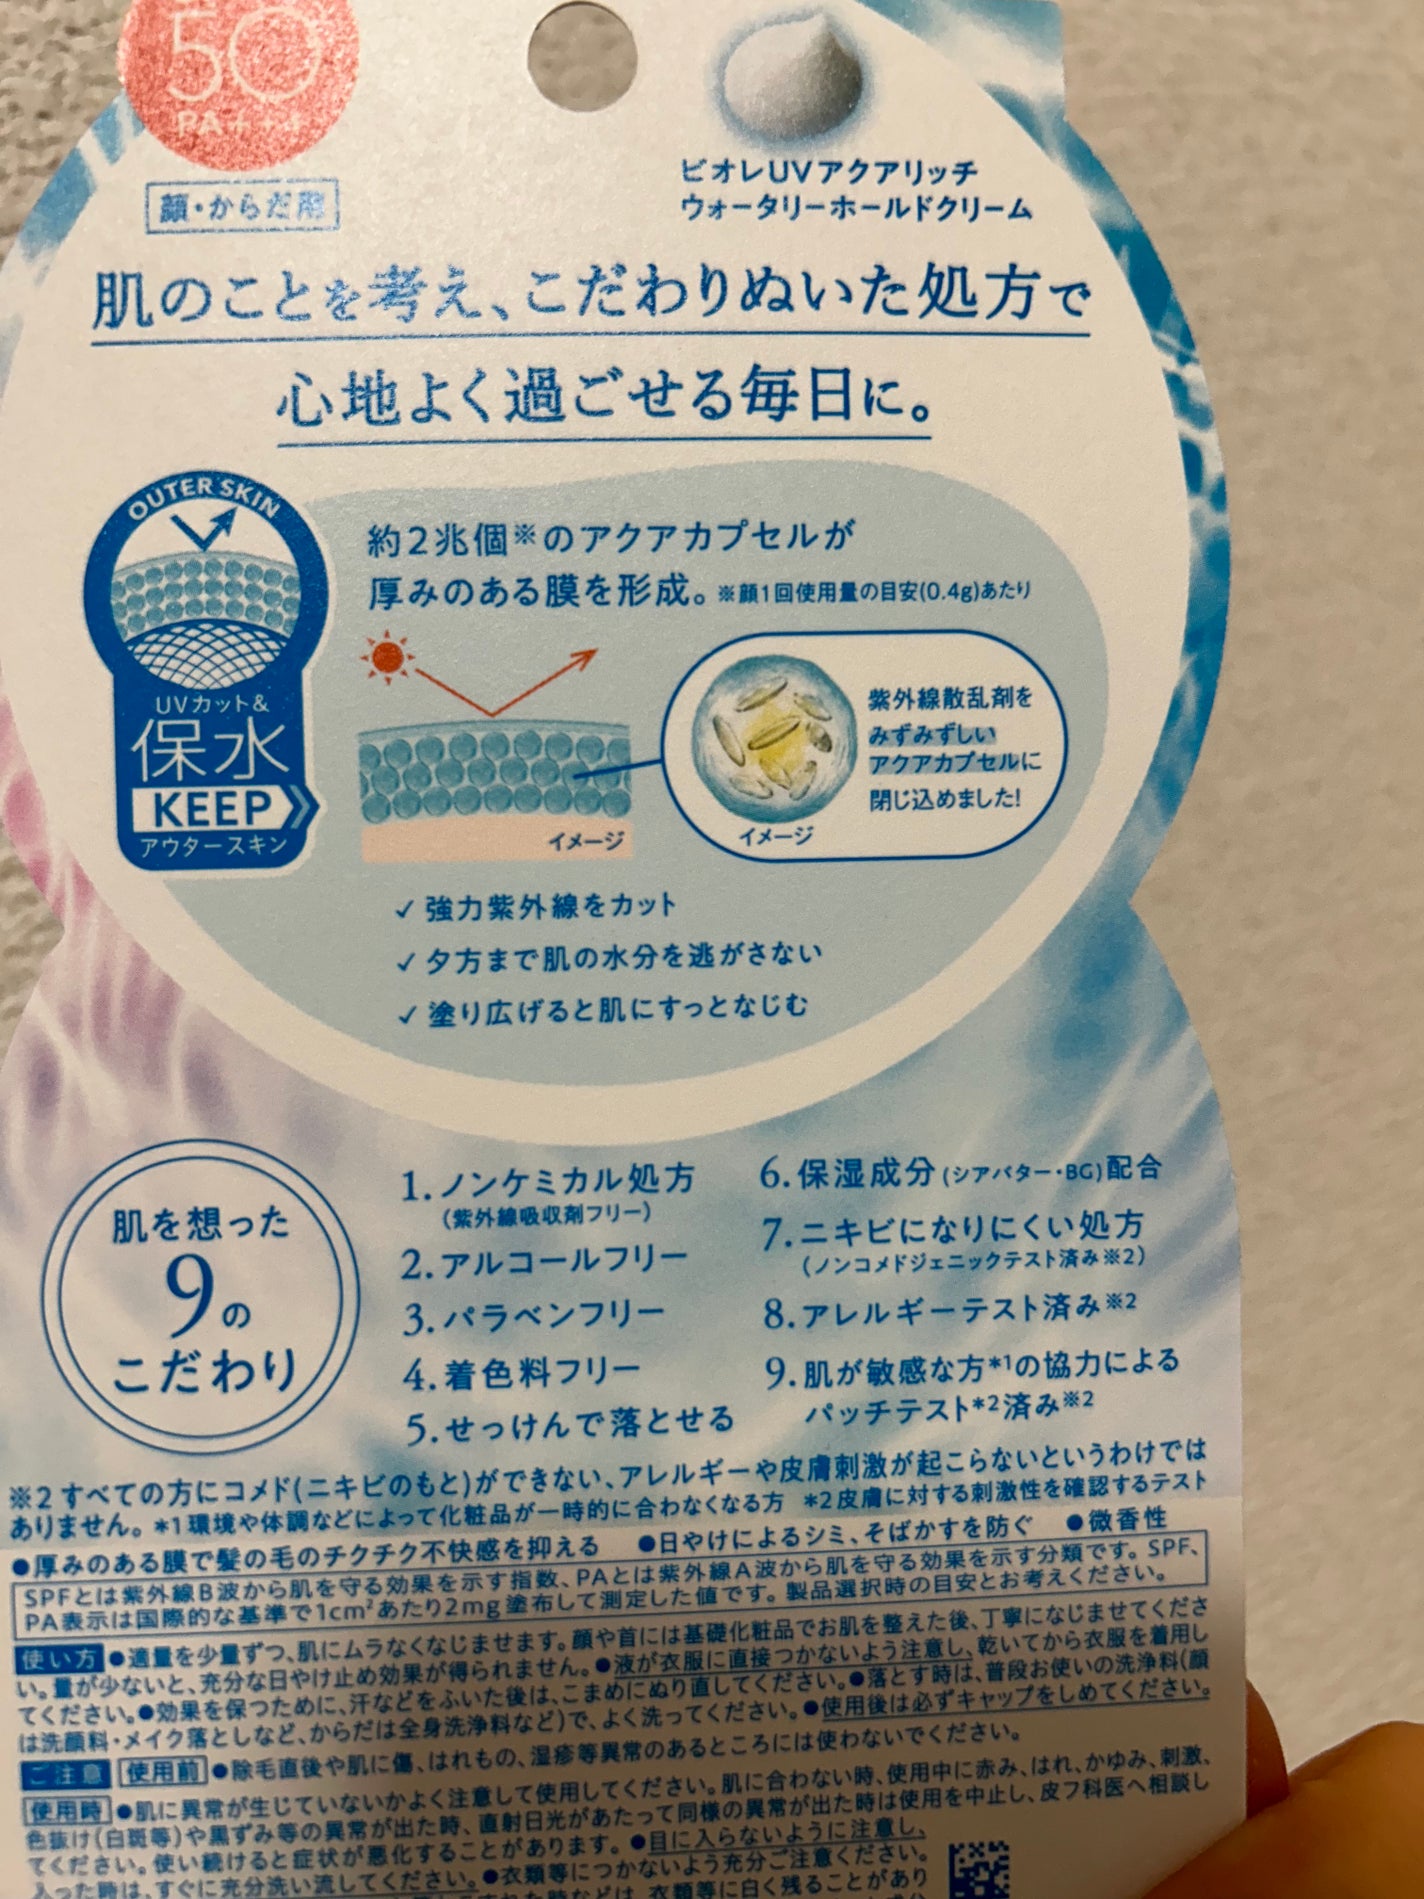 50
PA+++
顔・からだ用
ビオレUVアクアリッチ
ウォータリーホールドクリーム
肌のことを考え、こだわりぬいた処方で
心地よく過ごせる毎日に。
OUTER SKIN
UVカット&
保水
KEEP
アウタースキン
約2兆個※のアクアカプセルが
厚みのある膜を形成。※顔1回使用量の目安(0.4g)あたり
イメージ
紫外線散乱剤を
みずみずしい
アクアカプセルに
閉じ込めました!
イメージ
✓ 強力紫外線をカット
✓ 夕方まで肌の水分を逃がさない
✓ 塗り広げると肌にすっとなじむ
肌を想った
9の
こだわり
1.ノンケミカル処方
(紫外線吸収剤フリー)
2.アルコールフリー
3.パラベンフリー
4.着色料フリー
5.せっけんで落とせる
6.保湿成分(シアバター・BG)配合
7.ニキビになりにくい処方
(ノンコメドジェニックテスト済み※2)
8.アレルギーテスト済み※2
9.肌が敏感な方*1の協力による
パッチテスト*2済み※2
※2 すべての方にコメド(ニキビのもと)ができない、アレルギーや皮膚刺激が起こらないというわけでは
ありません。*1 環境や体調などによって化粧品が一時的に合わなくなる方 *2 皮膚に対する刺激性を確認するテスト
●厚みのある膜で髪の毛のチクチク不快感を抑える ●日やけによるシミ、そばかすを防ぐ ●微香性
SPFとは紫外線B波から肌を守る効果を示す指数、PAとは紫外線A波から肌を守る効果を示す分類です。SPF、
PA表示は国際的な基準で1cm²あたり2mg塗布して測定した値です。製品選択時の目安とお考えください。
使い方 ●適量を少量ずつ、肌にムラなくなじませます。顔や首には基礎化粧品でお肌を整えた後、丁寧になじませてくださ
い。量が少ないと、充分な日やけ止め効果が得られません。●液が衣服に直接つかないよう注意し、乾いてから衣服を着用し
てください。●効果を保つために、汗などをふいた後は、こまめにぬり直してください。●落とす時は、普段お使いの洗浄料(顔
は洗顔料・メイク落としなど、からだは全身洗浄料など)で、よく洗ってください。●使用後は必ずキャップをしめてください。
ご注意 使用前 ●除毛直後や肌に傷、はれもの、湿疹等異常のあるところには使わないでください。
使用時 ●肌に異常が生じていないかよく注意して使用してください。肌に合わない時、使用中に赤み、はれ、かゆみ、刺激、
色抜け(白斑等)や黒ずみ等の異常が出た時、直射日光があたって同様の異常が出た時は使用を中止し、皮フ科医へ相談し
てください。使い続けると症状が悪化することがあります。●目に入らないように注意し、
入った時は、すぐに充分洗い流してください。●衣類等につかないよう充分ご注意ください。
衣類等に白く残ることがあり